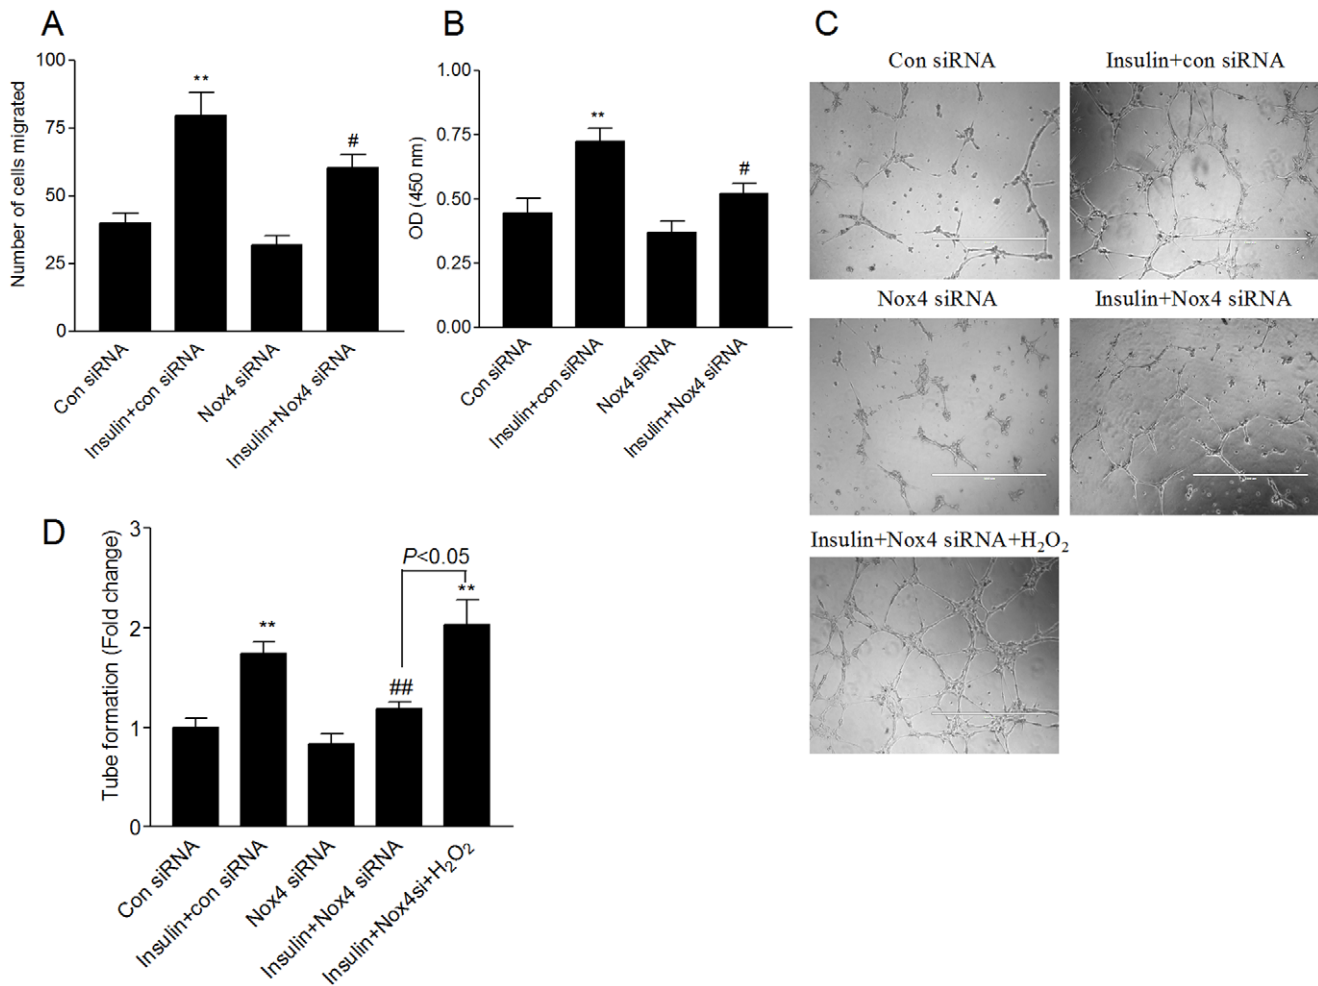 A
Number of cells migrated
100
75
50
25
0
**
#
Con siRNA
Insulin+con siRNA
Nox4 siRNA
Insulin+Nox4 siRNA
B
OD (450 nm)
1.00
0.75
0.50
0.25
0.00
**
#
Con siRNA
Insulin+con siRNA
Nox4 siRNA
Insulin+Nox4 siRNA
C
Con siRNA
Insulin+con siRNA
Nox4 siRNA
Insulin+Nox4 siRNA
Insulin+Nox4 siRNA+H₂O₂
D
Tube formation (Fold change)
3
2
1
0
**
##
P<0.05
**
Con siRNA
Insulin+con siRNA
Nox4 siRNA
Insulin+Nox4 siRNA
Insulin+Nox4si+H₂O₂